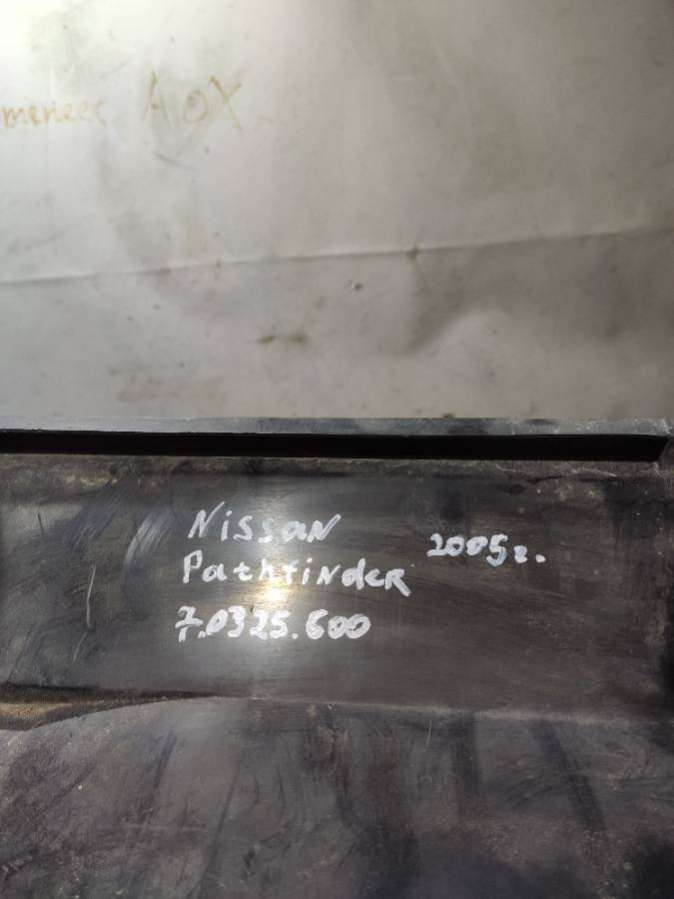 AOX
Nissan 2005г.
Pathfinder
7.0325.600